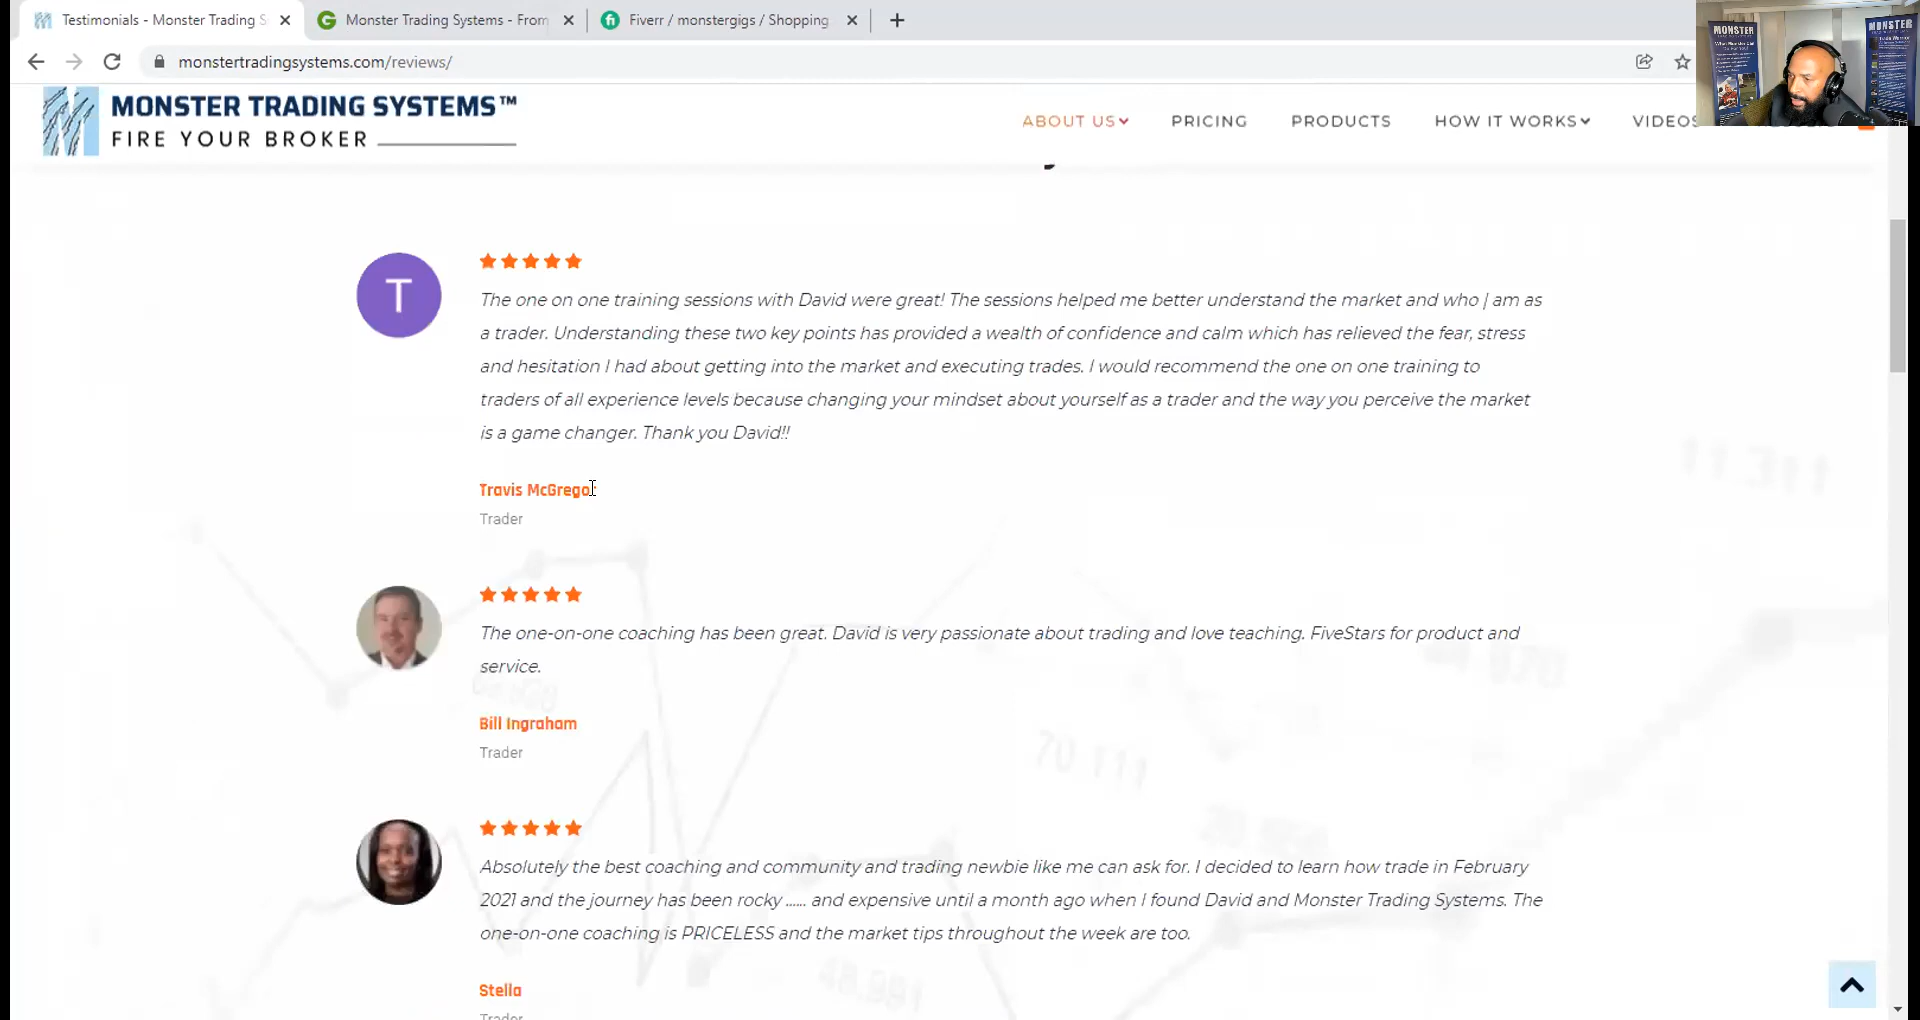 Testimonials - Monster Trading S
Monster Trading Systems - From
Fiverr / monstergigs / Shopping
monstertradingsystems.com/reviews/
MONSTER TRADING SYSTEMS™
FIRE YOUR BROKER
ABOUT US
PRICING
PRODUCTS
HOW IT WORKS
VIDEOS
MONSTER
MONSTER
T
The one on one training sessions with David were great! The sessions helped me better understand the market and who I am as
a trader. Understanding these two key points has provided a wealth of confidence and calm which has relieved the fear, stress
and hesitation I had about getting into the market and executing trades. I would recommend the one on one training to
traders of all experience levels because changing your mindset about yourself as a trader and the way you perceive the market
is a game changer. Thank you David!!
Travis McGregor
Trader
The one-on-one coaching has been great. David is very passionate about trading and love teaching. FiveStars for product and
service.
Bill Ingraham
Trader
Absolutely the best coaching and community and trading newbie like me can ask for. I decided to learn how trade in February
2021 and the journey has been rocky ...... and expensive until a month ago when I found David and Monster Trading Systems. The
one-on-one coaching is PRICELESS and the market tips throughout the week are too.
Stella
Trader